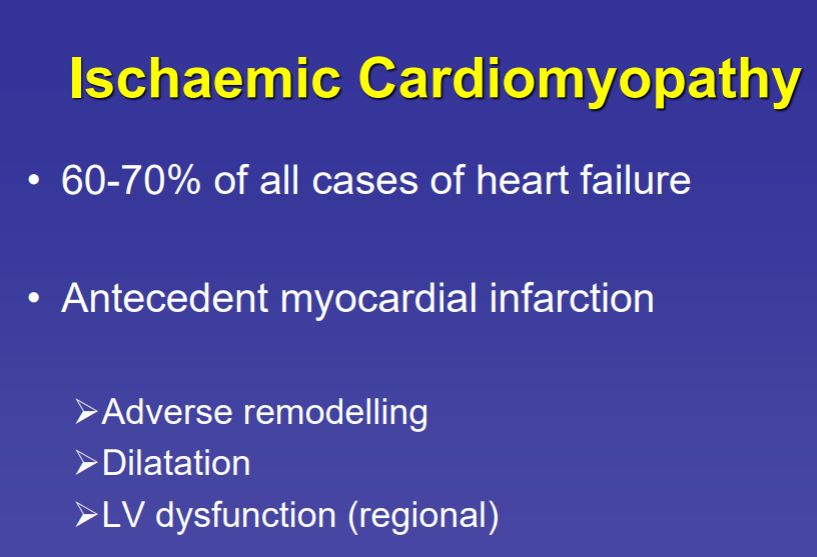 Ischaemic Cardiomyopathy
• 60-70% of all cases of heart failure
• Antecedent myocardial infarction
➢Adverse remodelling
➢Dilatation
➢LV dysfunction (regional)